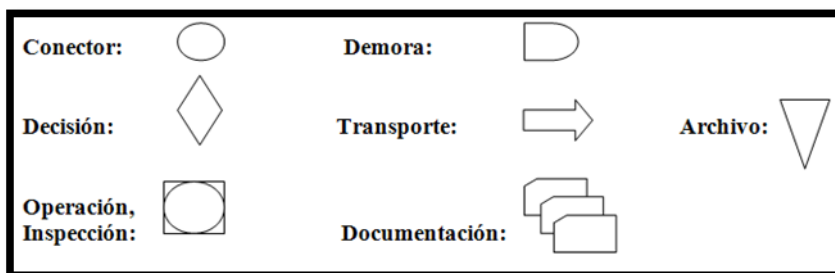 Conector:
Demora:
Decisión:
Transporte:
Archivo:
Operación,
Inspección:
Documentación: